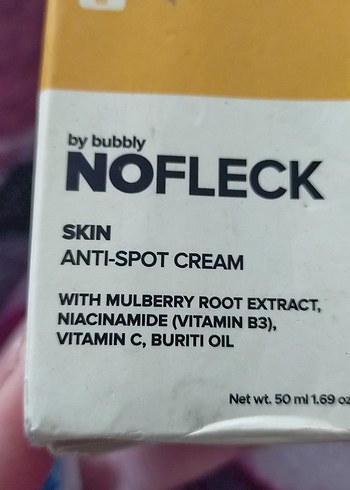 by bubbly
NOFLECK
SKIN
ANTI-SPOT CREAM
WITH MULBERRY ROOT EXTRACT,
NIACINAMIDE (VITAMIN B3),
VITAMIN C, BURITI OIL
Net wt. 50 ml 1.69 oz